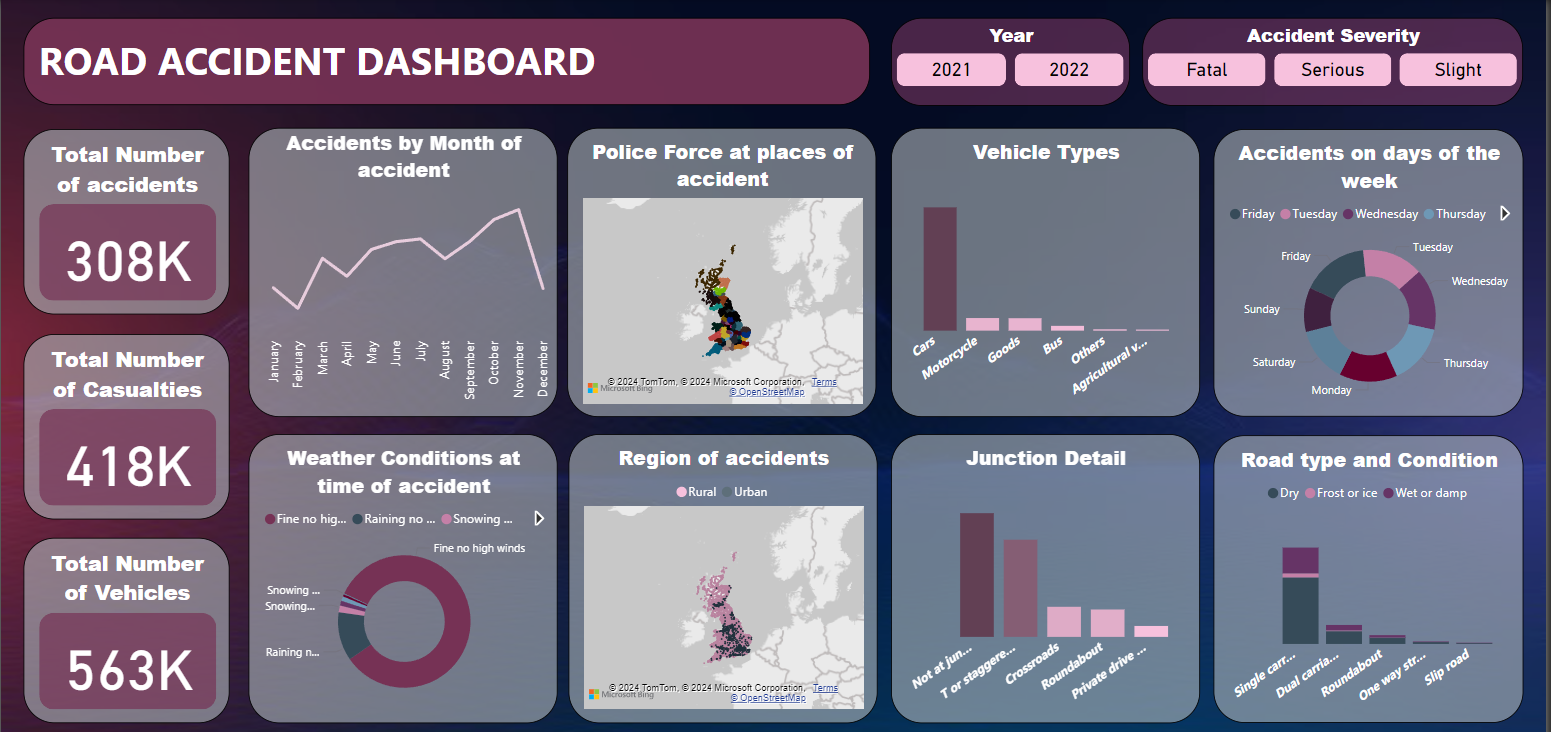 ROAD ACCIDENT DASHBOARD
Year
2021
2022
Accident Severity
Fatal
Serious
Slight
Total Number
of accidents
308K
Total Number
of Casualties
418K
Total Number
of Vehicles
563K
Accidents by Month of
accident
January
February
March
April
May
June
July
August
September
October
November
December
Police Force at places of
accident
© 2024 TomTom, © 2024 Microsoft Corporation, Terms
Microsoft Bing
© OpenStreetMap
Vehicle Types
Cars
Motorcycle
Goods
Bus
Others
Agricultural v...
Accidents on days of the
week
Friday
Tuesday
Wednesday
Thursday
Tuesday
Friday
Wednesday
Sunday
Saturday
Thursday
Monday
Weather Conditions at
time of accident
Fine no hig...
Raining no ...
Snowing ...
Fine no high winds
Snowing ...
Snowing...
Raining n...
Region of accidents
Rural
Urban
© 2024 TomTom, © 2024 Microsoft Corporation, Terms
Microsoft Bing
© OpenStreetMap
Junction Detail
Not at jun...
T or staggere...
Crossroads
Roundabout
Private drive ...
Road type and Condition
Dry
Frost or ice
Wet or damp
Single carr...
Dual carria...
Roundabout
One way str...
Slip road